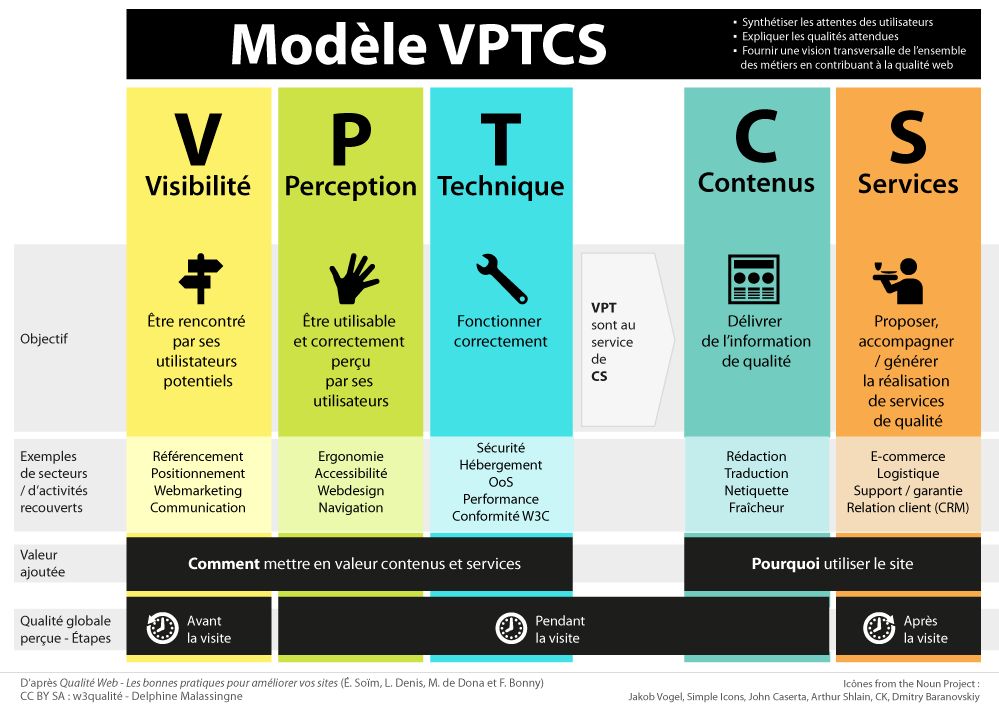 Modèle VPTCS
▪ Synthétiser les attentes des utilisateurs
▪ Expliquer les qualités attendues
▪ Fournir une vision transversalle de l'ensemble
des métiers en contribuant à la qualité web
V
Visibilité
P
Perception
T
Technique
C
Contenus
S
Services
Objectif
Être rencontré
par ses
utilistateurs
potentiels
Être utilisable
et correctement
perçu
par ses
utilisateurs
Fonctionner
correctement
VPT
sont au
service
de
CS
Délivrer
de l'information
de qualité
Proposer,
accompagner
/ générer
la réalisation
de services
de qualité
Exemples
de secteurs
/ d'activités
recouverts
Référencement
Positionnement
Webmarketing
Communication
Ergonomie
Accessibilité
Webdesign
Navigation
Sécurité
Hébergement
OoS
Performance
Conformité W3C
Rédaction
Traduction
Netiquette
Fraîcheur
E-commerce
Logistique
Support / garantie
Relation client (CRM)
Valeur
ajoutée
Comment mettre en valeur contenus et services
Pourquoi utiliser le site
Qualité globale
perçue - Étapes
Avant
la visite
Pendant
la visite
Après
la visite
D'après Qualité Web - Les bonnes pratiques pour améliorer vos sites (É. Soïm, L. Denis, M. de Dona et F. Bonny)
CC BY SA : w3qualité - Delphine Malassingne
Icônes from the Noun Project :
Jakob Vogel, Simple Icons, John Caserta, Arthur Shlain, CK, Dmitry Baranovskiy